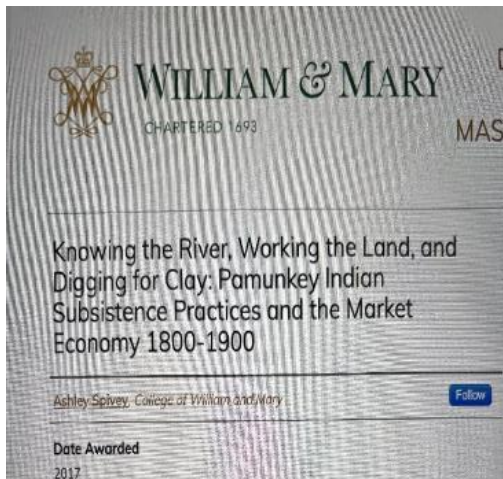 WILLIAM & MARY
CHARTERED 1693
MAS
Knowing the River, Working the Land, and
Digging for Clay: Pamunkey Indian
Subsistence Practices and the Market
Economy 1800-1900
Ashley Spivey, College of William and Mary
Follow
Date Awarded
2017